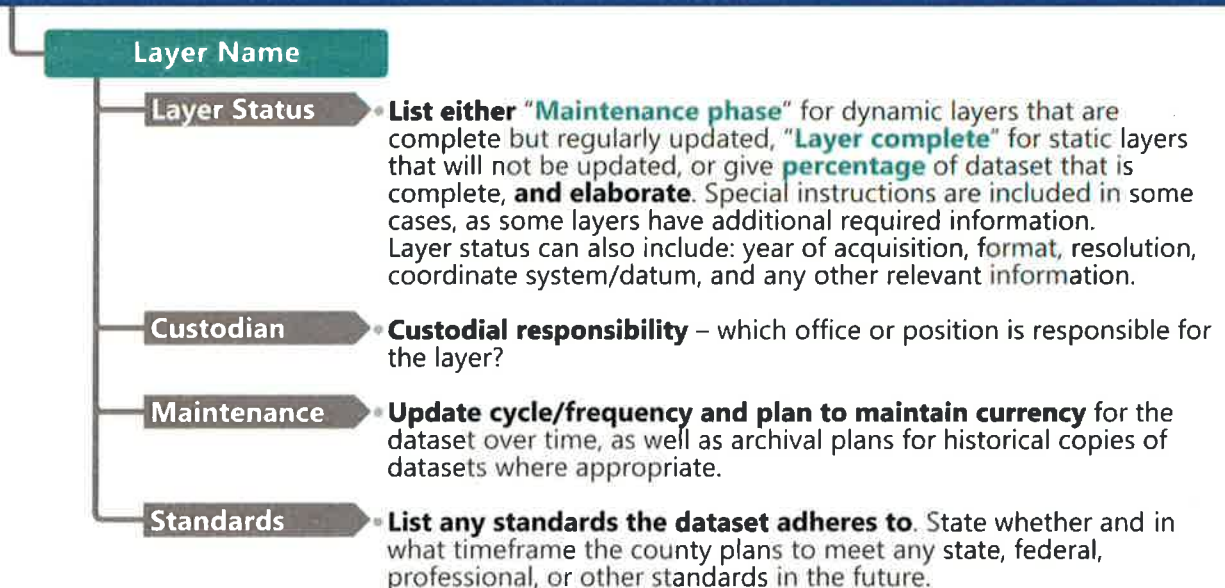 Layer Name
Layer Status
• List either "Maintenance phase" for dynamic layers that are
complete but regularly updated, "Layer complete" for static layers
that will not be updated, or give percentage of dataset that is
complete, and elaborate. Special instructions are included in some
cases, as some layers have additional required information.
Layer status can also include: year of acquisition, format, resolution,
coordinate system/datum, and any other relevant information.
Custodian
• Custodial responsibility – which office or position is responsible for
the layer?
Maintenance
• Update cycle/frequency and plan to maintain currency for the
dataset over time, as well as archival plans for historical copies of
datasets where appropriate.
Standards
• List any standards the dataset adheres to. State whether and in
what timeframe the county plans to meet any state, federal,
professional, or other standards in the future.